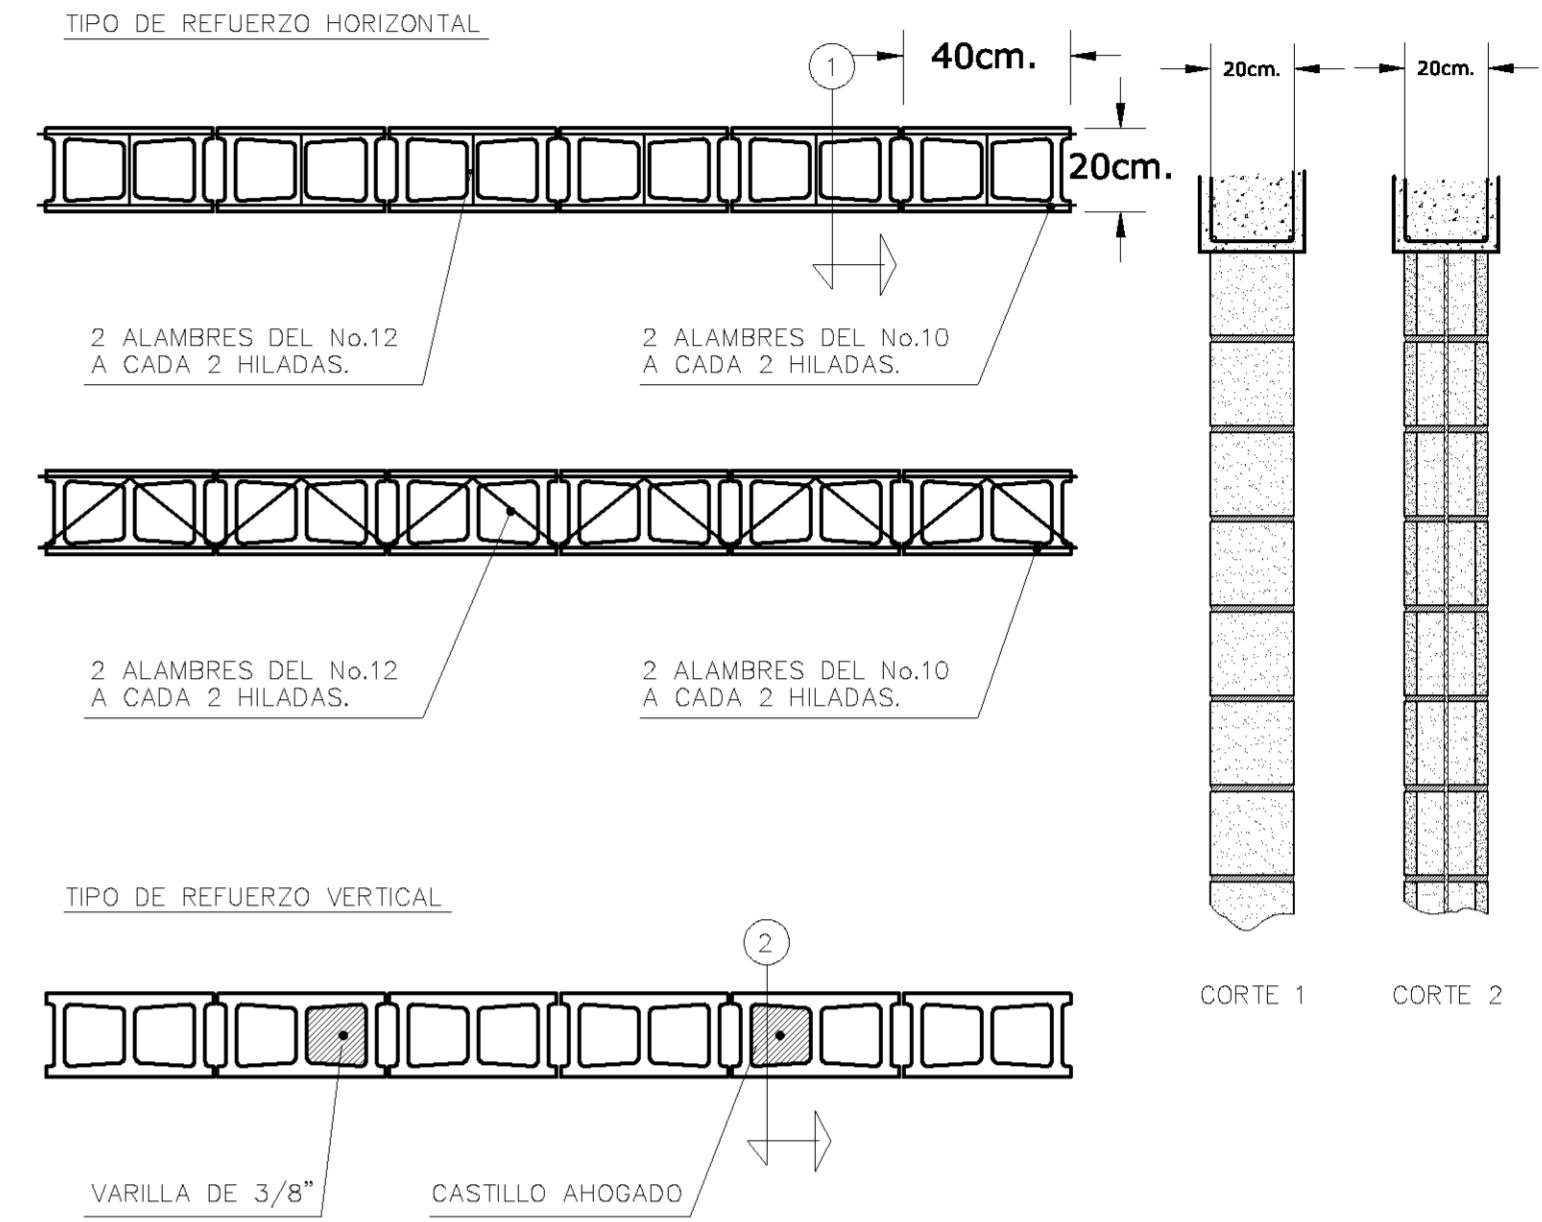 TIPO DE REFUERZO HORIZONTAL
1
40cm.
20cm.
20cm.
20cm.
2 ALAMBRES DEL No.12
A CADA 2 HILADAS.
2 ALAMBRES DEL No.10
A CADA 2 HILADAS.
2 ALAMBRES DEL No.12
A CADA 2 HILADAS.
2 ALAMBRES DEL No.10
A CADA 2 HILADAS.
TIPO DE REFUERZO VERTICAL
2
CORTE 1
CORTE 2
VARILLA DE 3/8”
CASTILLO AHOGADO